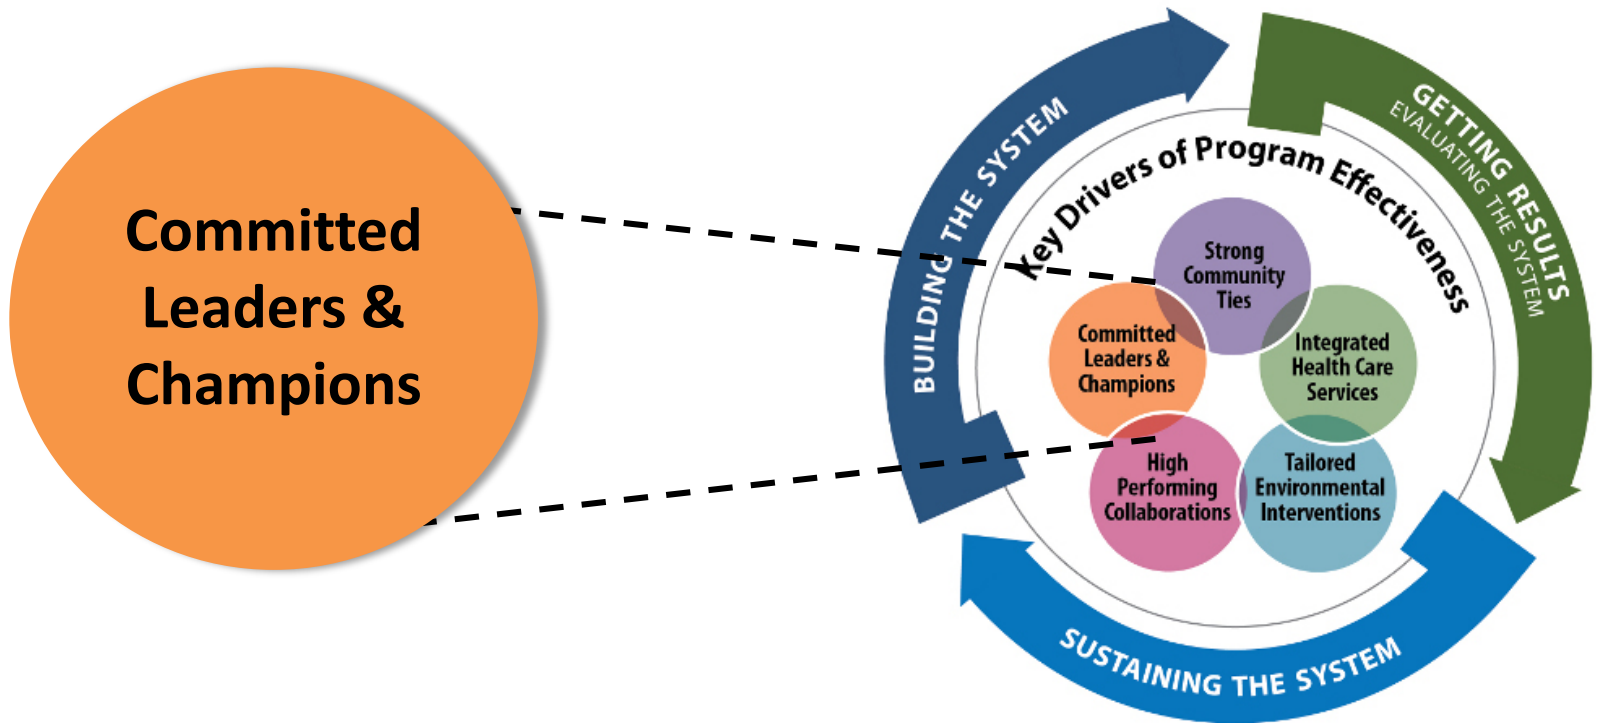 Committed
Leaders &
Champions
BUILDING THE SYSTEM
GETTING RESULTS
EVALUATING THE SYSTEM
SUSTAINING THE SYSTEM
Key Drivers of Program Effectiveness
Strong
Community
Ties
Committed
Leaders &
Champions
Integrated
Health Care
Services
High
Performing
Collaborations
Tailored
Environmental
Interventions